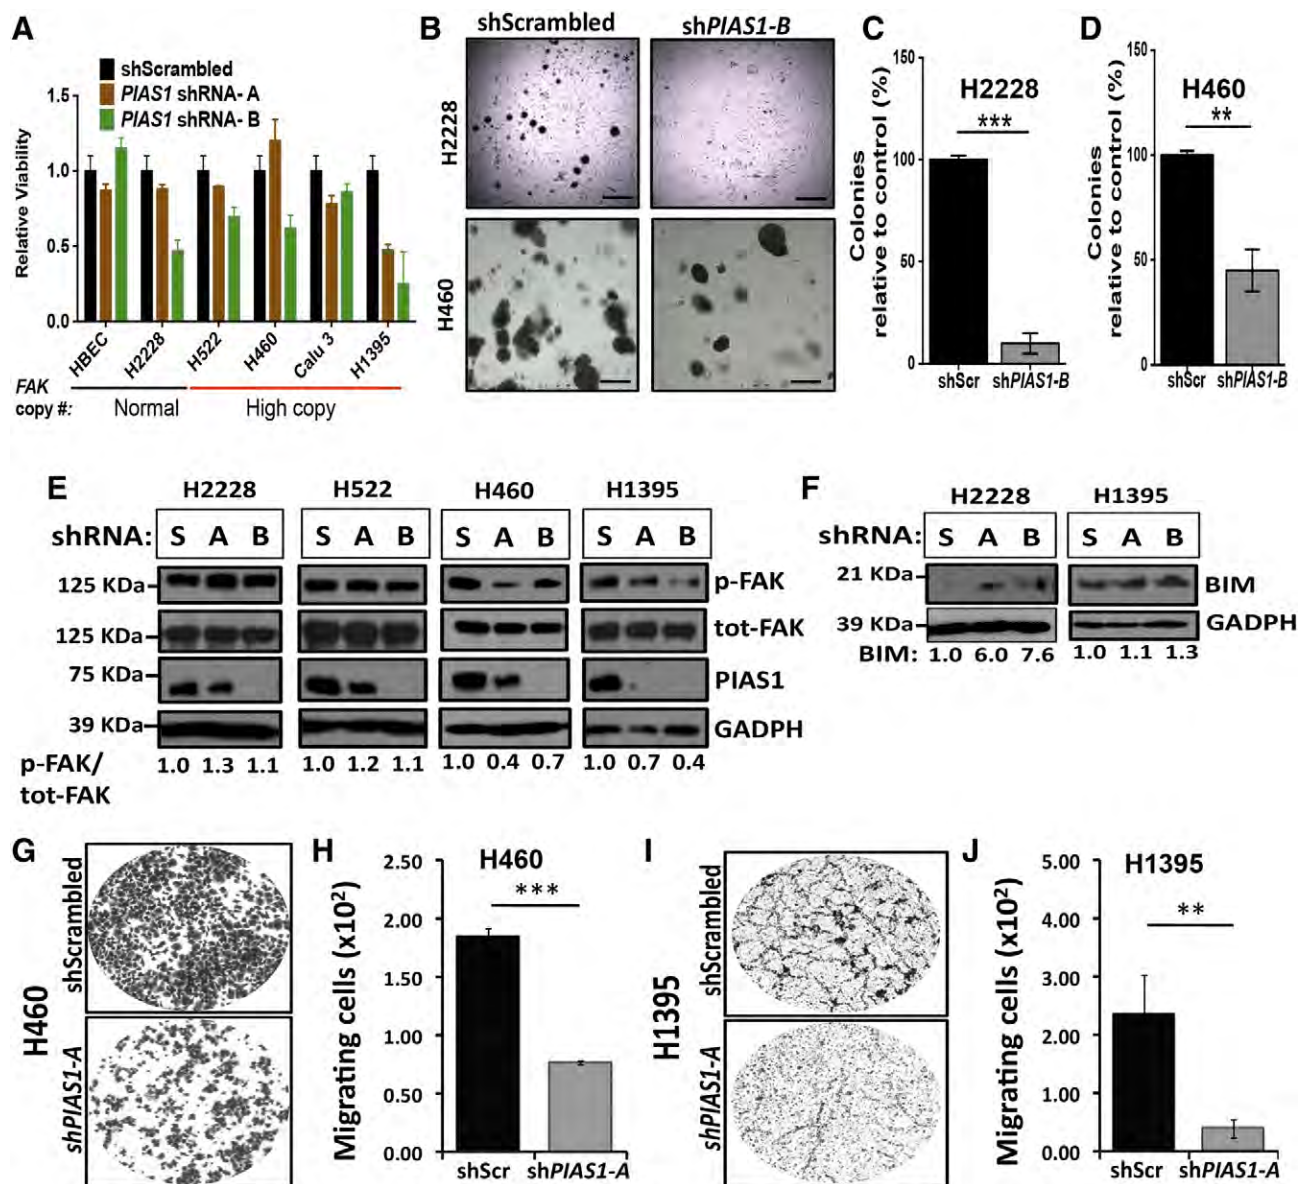 A
shScrambled
PIAS1 shRNA- A
PIAS1 shRNA- B
Relative Viability
1.5
1.0
0.5
0.0
HBEC H2228 H522 H460 Calu 3 H1395
FAK
copy #: Normal High copy
B
shScrambled shPIAS1-B
H2228
H460
C
Colonies
relative to control (%)
150
100
50
0
H2228
***
shScr shPIAS1-B
D
Colonies
relative to control (%)
150
100
50
0
H460
**
shScr shPIAS1-B
E
H2228 H522 H460 H1395
shRNA: S A B S A B S A B S A B
125 KDa p-FAK
125 KDa tot-FAK
75 KDa PIAS1
39 KDa GADPH
p-FAK/ 1.0 1.3 1.1 1.0 1.2 1.1 1.0 0.4 0.7 1.0 0.7 0.4
tot-FAK
F
H2228 H1395
shRNA: S A B S A B
21 KDa BIM
39 KDa GADPH
BIM: 1.0 6.0 7.6 1.0 1.1 1.3
G
H460
shScrambled
shPIAS1-A
H
Migrating cells (x10²)
2.50
2.00
1.50
1.00
0.50
0.00
H460
***
shScr shPIAS1-A
I
H1395
shScrambled
shPIAS1-A
J
Migrating cells (x10²)
5.00
4.00
3.00
2.00
1.00
0.00
H1395
**
shScr shPIAS1-A